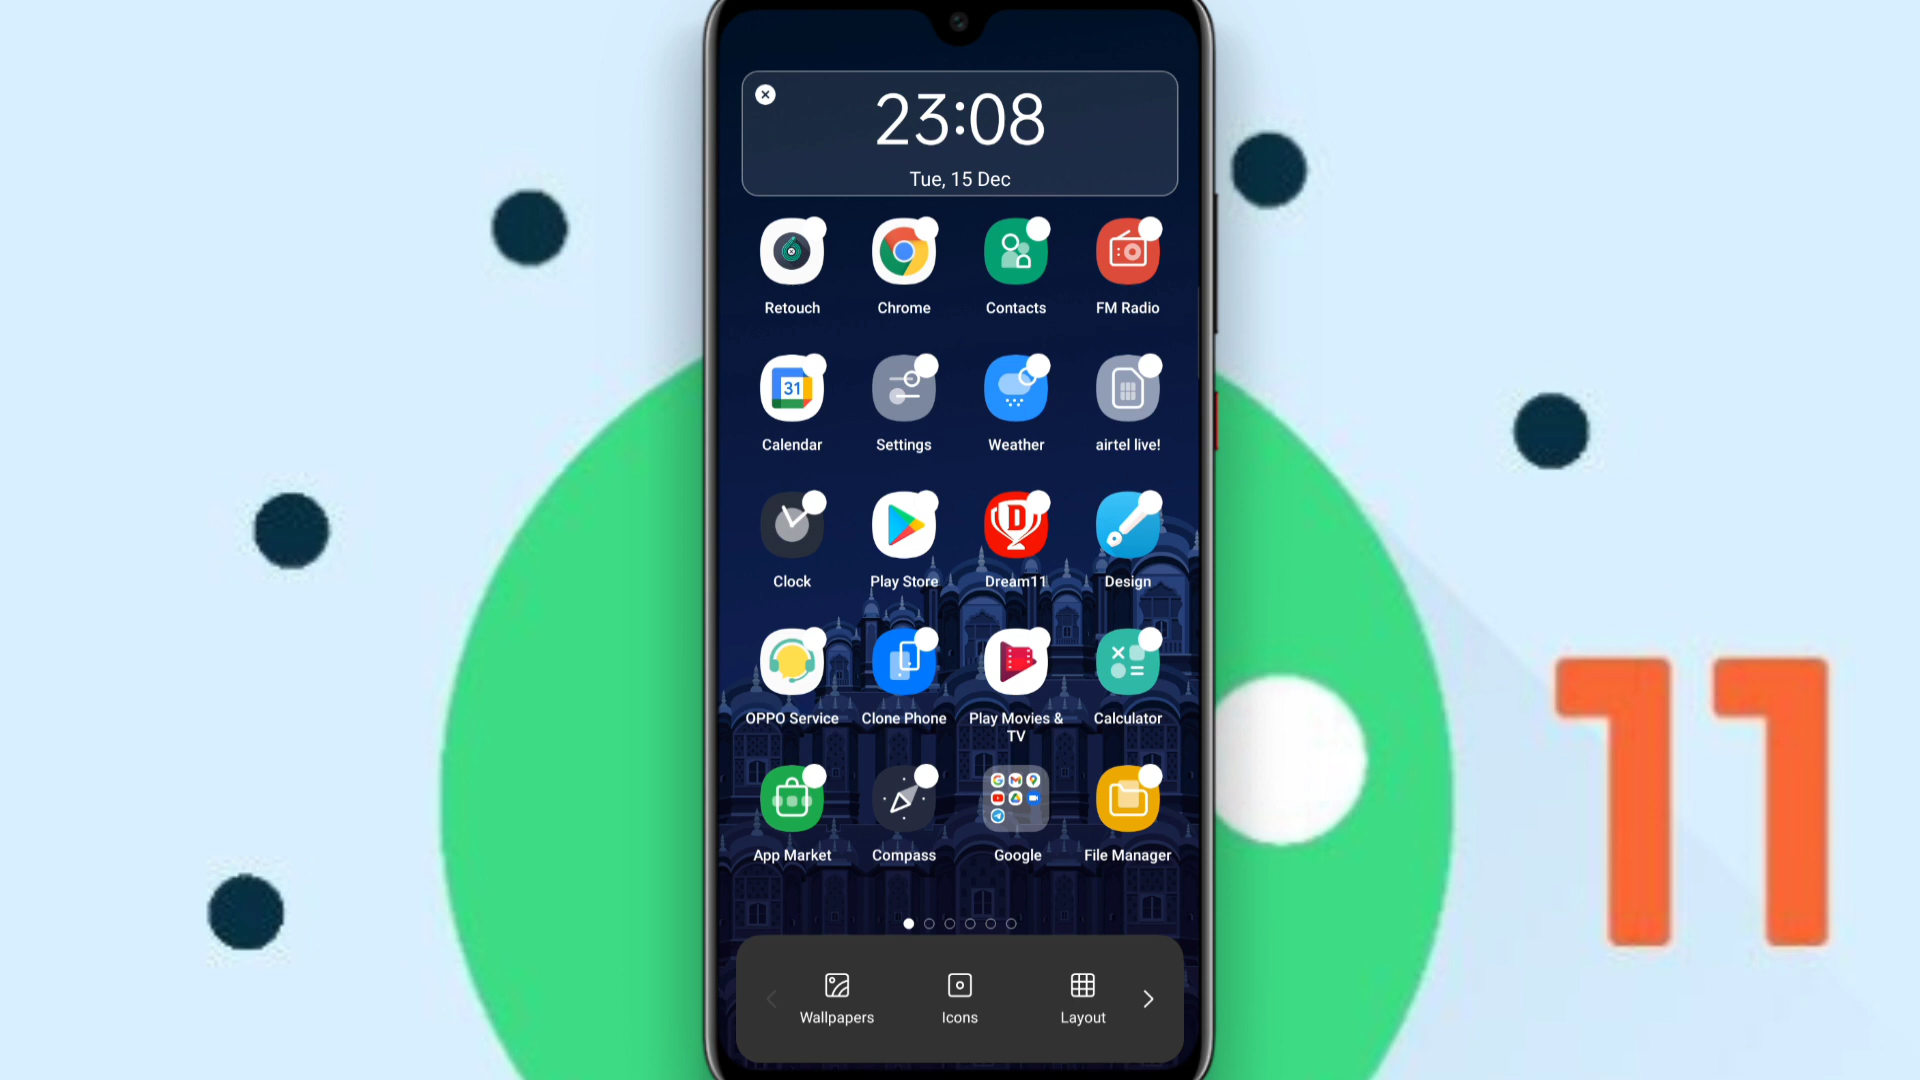 23:08
Tue, 15 Dec
Retouch Chrome Contacts FM Radio
31
Calendar Settings Weather airtel live!
D
Clock Play Store Dream11 Design
OPPO Service Clone Phone Play Movies & TV Calculator
App Market Compass Google File Manager
Wallpapers Icons Layout
11